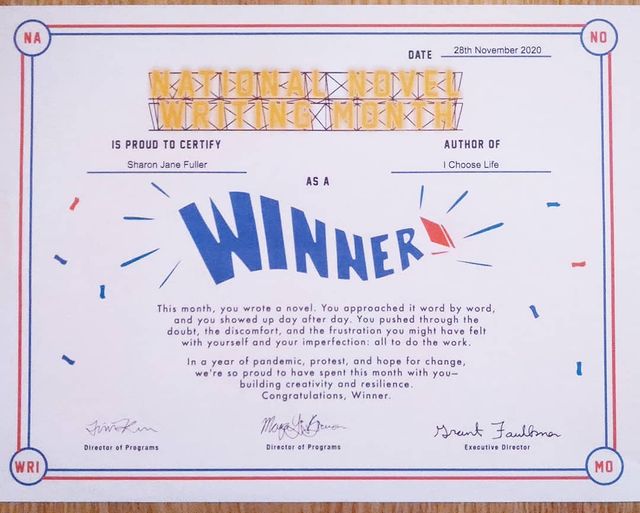 NA
NO
DATE 28th November 2020
NATIONAL NOVEL
WRITING MONTH
IS PROUD TO CERTIFY
AUTHOR OF
Sharon Jane Fuller
I Choose Life
AS A
WINNER
This month, you wrote a novel. You approached it word by word,
and you showed up day after day. You pushed through the
doubt, the discomfort, and the frustration you might have felt
with yourself and your imperfection: all to do the work.
In a year of pandemic, protest, and hope for change,
we're so proud to have spent this month with you—
building creativity and resilience.
Congratulations, Winner.
Grant Faulkner
Director of Programs
Director of Programs
Executive Director
WRI
MO